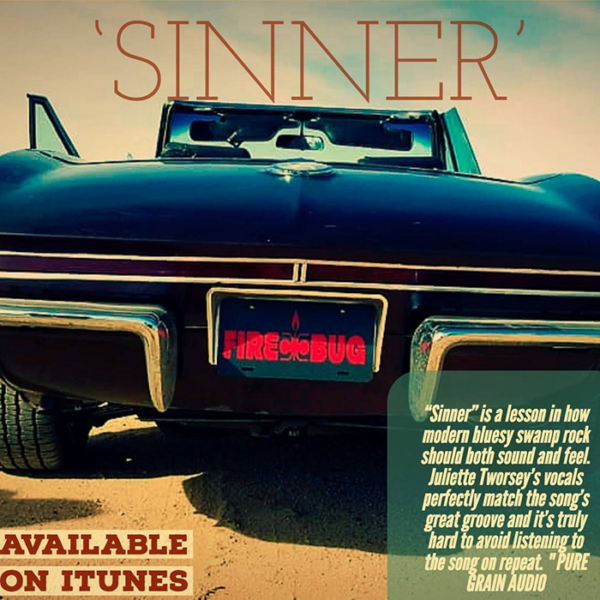 ‘SINNER’
FIRE BUG
“Sinner” is a lesson in how
modern bluesy swamp rock
should both sound and feel.
Juliette Tworsey’s vocals
perfectly match the song’s
great groove and it’s truly
hard to avoid listening to
the song on repeat. " PURE
GRAIN AUDIO
AVAILABLE
ON ITUNES